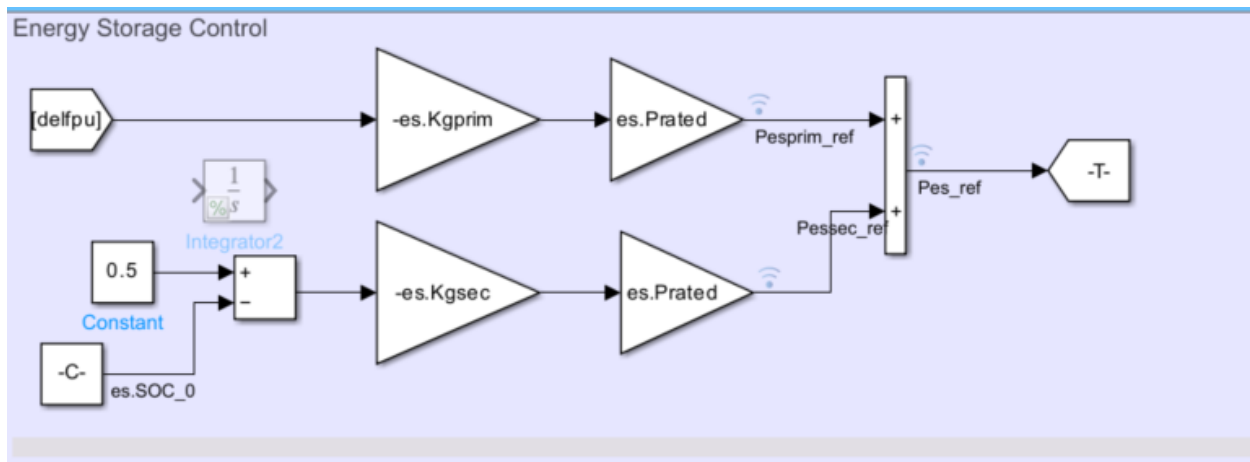 Energy Storage Control
[delfpu]
-es.Kgprim
es.Prated
Pesprim_ref
+
+
Pes_ref
-T-
1
%s
Integrator2
0.5
Constant
+
−
-es.Kgsec
es.Prated
Pessec_ref
-C-
es.SOC_0